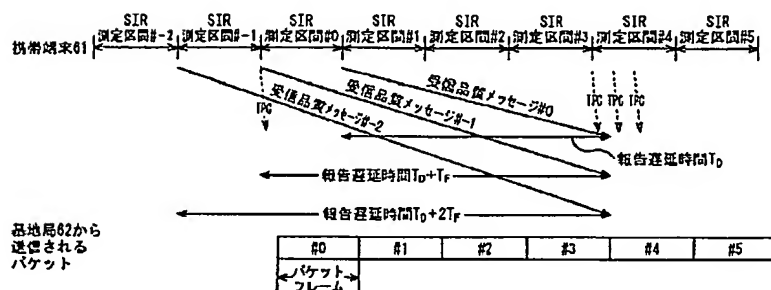 携帯端末61
SIR
測定区間#-2
SIR
測定区間#-1
SIR
測定区間#0
SIR
測定区間#1
SIR
測定区間#2
SIR
測定区間#3
SIR
測定区間#4
SIR
測定区間#5
受信品質メッセージ#0
受信品質メッセージ#-1
受信品質メッセージ#-2
TPC
TPC
TPC
TPC
報告遅延時間TD
報告遅延時間TD+TF
報告遅延時間TD+2TF
基地局62から
送信される
パケット
#0
#1
#2
#3
#4
#5
パケット
フレーム